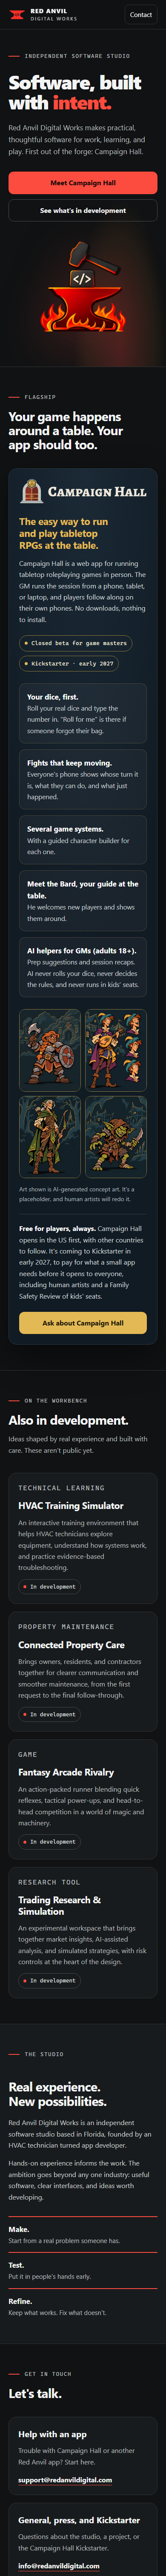 RED ANVIL
DIGITAL WORKS
Contact
INDEPENDENT SOFTWARE STUDIO
Software, built
with intent.
Red Anvil Digital Works makes practical,
thoughtful software for work, learning, and
play. First out of the forge: Campaign Hall.
Meet Campaign Hall
See what's in development
</>
FLAGSHIP
Your game happens
around a table. Your
app should too.
CAMPAIGN HALL
The easy way to run
and play tabletop
RPGs at the table.
Campaign Hall is a web app for running
tabletop roleplaying games in person. The
GM runs the session from a phone, tablet,
or laptop, and players follow along on
their own phones. No downloads, nothing
to install.
Closed beta for game masters
Kickstarter · early 2027
Your dice, first.
Roll your real dice and type the
number in. "Roll for me" is there if
someone forgot their bag.
Fights that keep moving.
Everyone's phone shows whose turn it
is, what they can do, and what just
happened.
Several game systems.
With a guided character builder for
each one.
Meet the Bard, your guide at the
table.
He welcomes new players and shows
them around.
AI helpers for GMs (adults 18+).
Prep suggestions and session recaps.
AI never rolls your dice, never decides
the rules, and never runs in kids' seats.
Art shown is AI-generated concept art. It's a
placeholder, and human artists will redo it.
Free for players, always. Campaign Hall
opens in the US first, with other countries
to follow. It's coming to Kickstarter in
early 2027, to pay for what a small app
needs before it opens to everyone,
including human artists and a Family
Safety Review of kids' seats.
Ask about Campaign Hall
ON THE WORKBENCH
Also in development.
Ideas shaped by real experience and built with
care. These aren't public yet.
TECHNICAL LEARNING
HVAC Training Simulator
An interactive training environment that
helps HVAC technicians explore
equipment, understand how systems work,
and practice evidence-based
troubleshooting.
In development
PROPERTY MAINTENANCE
Connected Property Care
Brings owners, residents, and contractors
together for clearer communication and
smoother maintenance, from the first
request to the final follow-through.
In development
GAME
Fantasy Arcade Rivalry
An action-packed runner blending quick
reflexes, tactical power-ups, and head-to-
head competition in a world of magic and
machinery.
In development
RESEARCH TOOL
Trading Research &
Simulation
An experimental workspace that brings
together market insights, AI-assisted
analysis, and simulated strategies, with risk
controls at the heart of the design.
In development
THE STUDIO
Real experience.
New possibilities.
Red Anvil Digital Works is an independent
software studio based in Florida, founded by an
HVAC technician turned app developer.
Hands-on experience informs the work. The
ambition goes beyond any one industry: useful
software, clear interfaces, and ideas worth
developing.
Make.
Start from a real problem someone has.
Test.
Put it in people's hands early.
Refine.
Keep what works. Fix what doesn't.
GET IN TOUCH
Let's talk.
Help with an app
Trouble with Campaign Hall or another
Red Anvil app? Start here.
support@redanvildigital.com
General, press, and Kickstarter
Questions about the studio, a project, or
the Campaign Hall Kickstarter.
info@redanvildigital.com